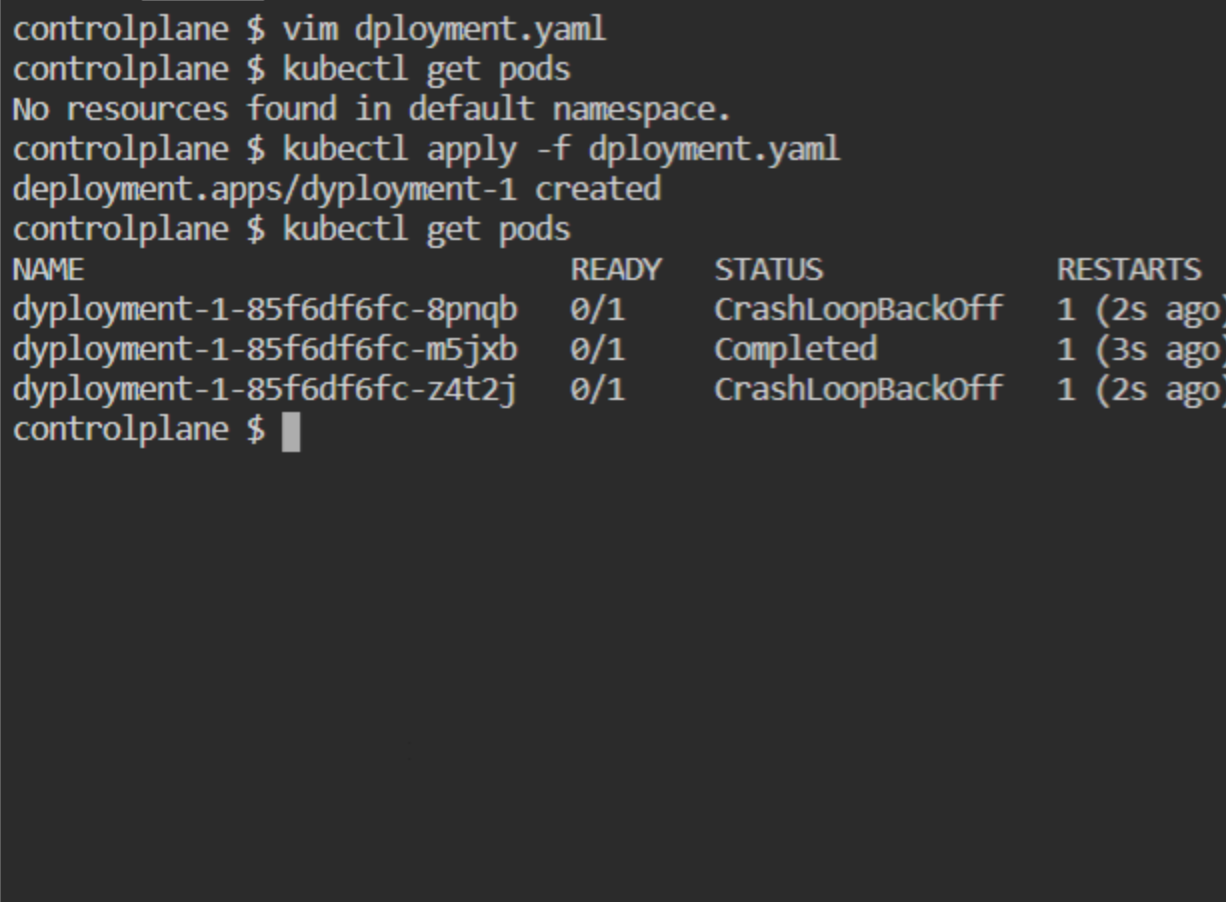 controlplane $ vim dployment.yaml
controlplane $ kubectl get pods
No resources found in default namespace.
controlplane $ kubectl apply -f dployment.yaml
deployment.apps/dyployment-1 created
controlplane $ kubectl get pods
NAME READY STATUS RESTARTS
dyployment-1-85f6df6fc-8pnqb 0/1 CrashLoopBackOff 1 (2s ago)
dyployment-1-85f6df6fc-m5jxb 0/1 Completed 1 (3s ago)
dyployment-1-85f6df6fc-z4t2j 0/1 CrashLoopBackOff 1 (2s ago)
controlplane $